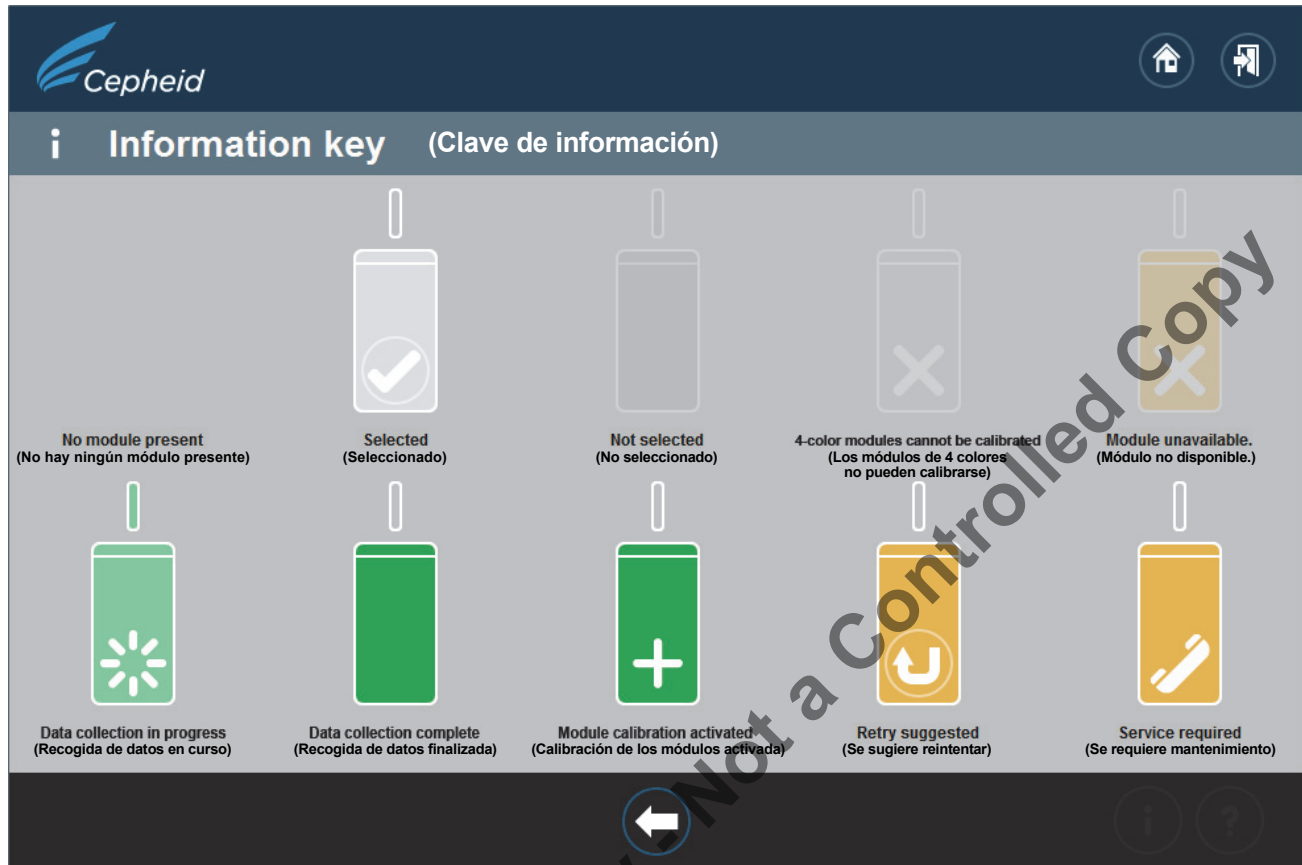 Cepheid
i Information key (Clave de información)
No module present
(No hay ningún módulo presente)
Selected
(Seleccionado)
Not selected
(No seleccionado)
4-color modules cannot be calibrated
(Los módulos de 4 colores
no pueden calibrarse)
Module unavailable.
(Módulo no disponible.)
Data collection in progress
(Recogida de datos en curso)
Data collection complete
(Recogida de datos finalizada)
Module calibration activated
(Calibración de los módulos activada)
Retry suggested
(Se sugiere reintentar)
Service required
(Se requiere mantenimiento)
i ?
- Not a Controlled Copy